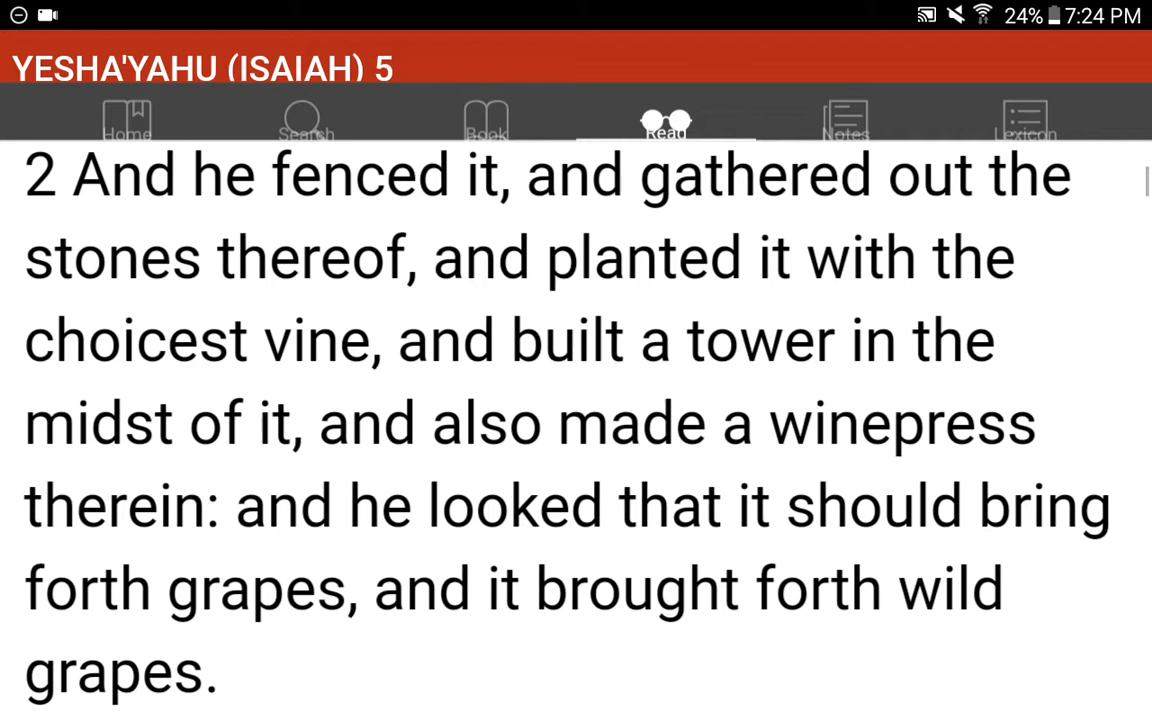 24% 7:24 PM
YESHA'YAHU (ISAIAH) 5
Home Search Book Read Notes Lexicon
2 And he fenced it, and gathered out the
stones thereof, and planted it with the
choicest vine, and built a tower in the
midst of it, and also made a winepress
therein: and he looked that it should bring
forth grapes, and it brought forth wild
grapes.